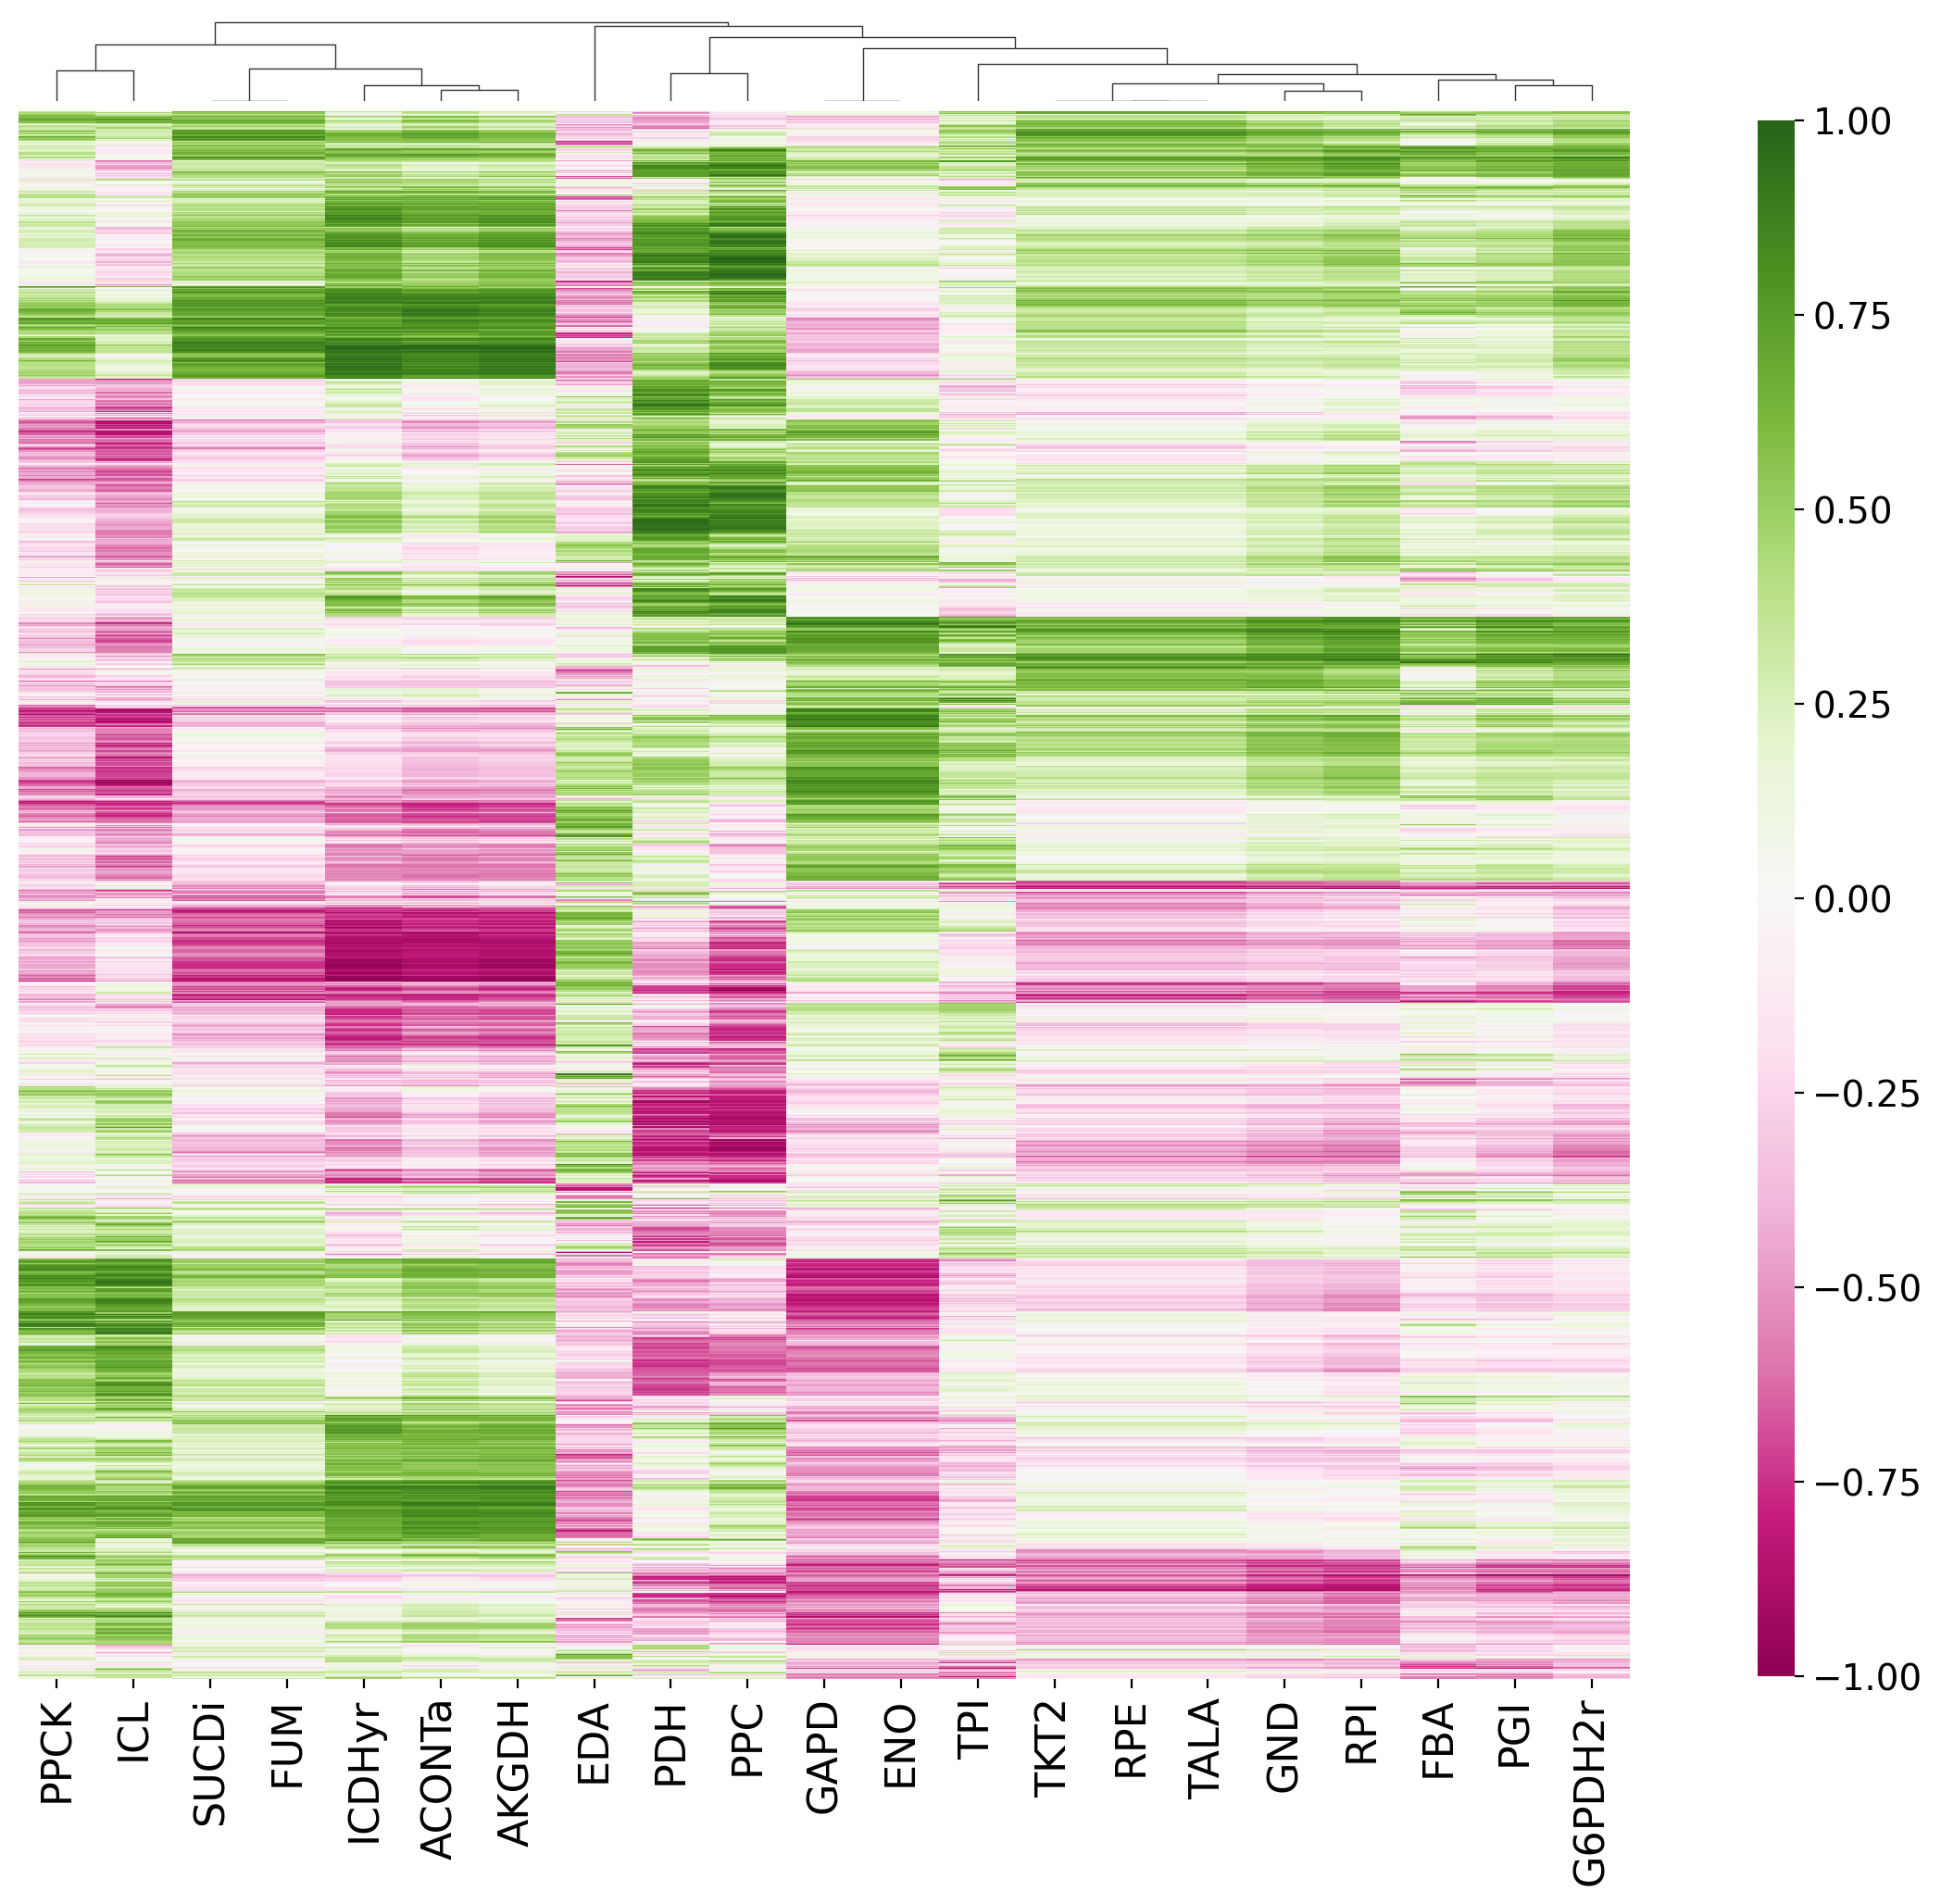 1.00
0.75
0.50
0.25
0.00
−0.25
−0.50
−0.75
−1.00
PPCK
ICL
SUCDi
FUM
ICDHyr
ACONTa
AKGDH
EDA
PDH
PPC
GAPD
ENO
TPI
TKT2
RPE
TALA
GND
RPI
FBA
PGI
G6PDH2r